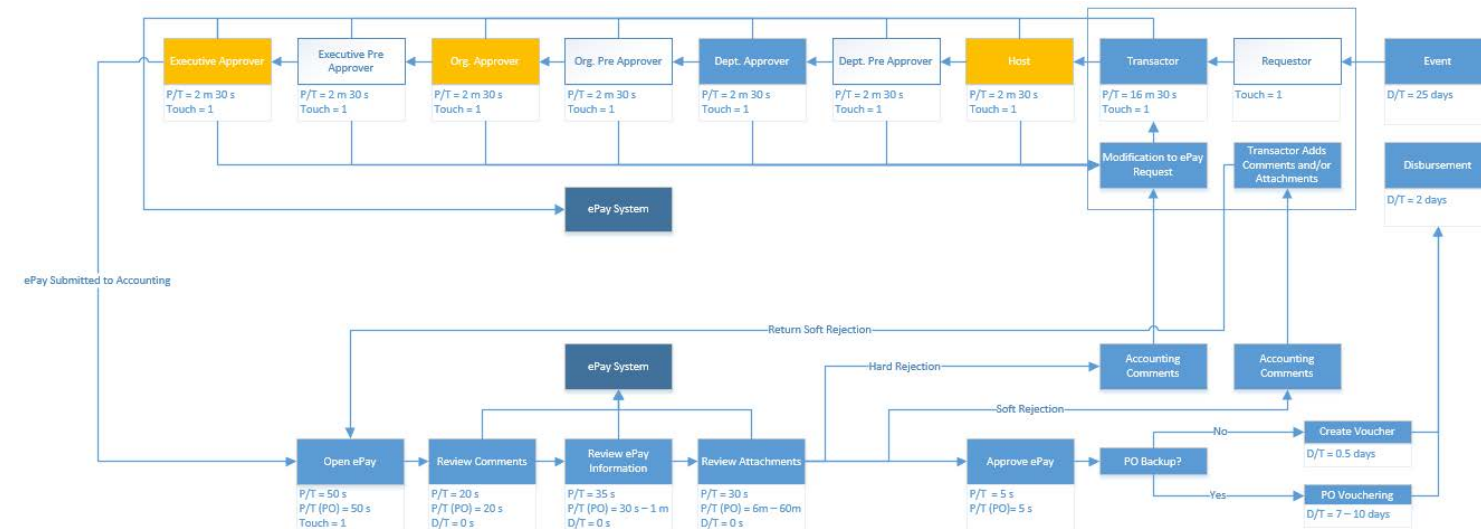 Executive Approver
P/T = 2 m 30 s
Touch = 1
Executive Pre
Approver
P/T = 2 m 30 s
Touch = 1
Org. Approver
P/T = 2 m 30 s
Touch = 1
Org. Pre Approver
P/T = 2 m 30 s
Touch = 1
Dept. Approver
P/T = 2 m 30 s
Touch = 1
Dept. Pre Approver
P/T = 2 m 30 s
Touch = 1
Host
P/T = 2 m 30 s
Touch = 1
Transactor
P/T = 16 m 30 s
Touch = 1
Requestor
Touch = 1
Event
D/T = 25 days
Modification to ePay
Request
Transactor Adds
Comments and/or
Attachments
Disbursement
D/T = 2 days
ePay System
ePay Submitted to Accounting
Return Soft Rejection
ePay System
Hard Rejection
Accounting
Comments
Accounting
Comments
Soft Rejection
Open ePay
P/T = 50 s
P/T (PO) = 50 s
Touch = 1
Review Comments
P/T = 20 s
P/T (PO) = 20 s
D/T = 0 s
Review ePay
Information
P/T = 35 s
P/T (PO) = 30 s – 1 m
D/T = 0 s
Review Attachments
P/T = 30 s
P/T (PO) = 6m – 60m
D/T = 0 s
Approve ePay
P/T = 5 s
P/T (PO)= 5 s
PO Backup?
No
Create Voucher
D/T = 0.5 days
Yes
PO Vouchering
D/T = 7 – 10 days